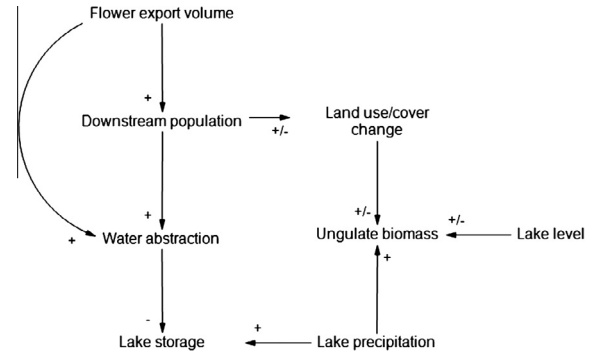 Flower export volume
+
Downstream population
+/-
Land use/cover
change
+
+/-
+/-
+
Water abstraction
Ungulate biomass
Lake level
+
-
+
Lake storage
Lake precipitation